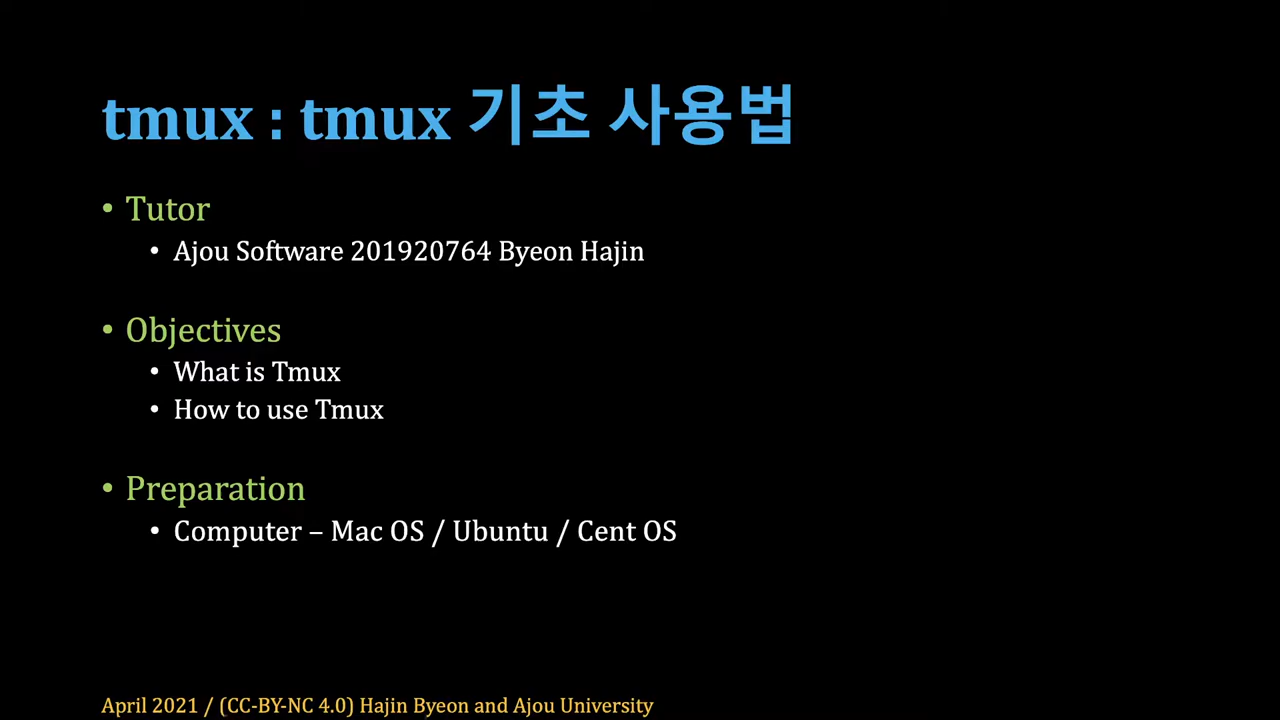 tmux : tmux 기초 사용법
• Tutor
• Ajou Software 201920764 Byeon Hajin
• Objectives
• What is Tmux
• How to use Tmux
• Preparation
• Computer – Mac OS / Ubuntu / Cent OS
April 2021 / (CC-BY-NC 4.0) Hajin Byeon and Ajou University